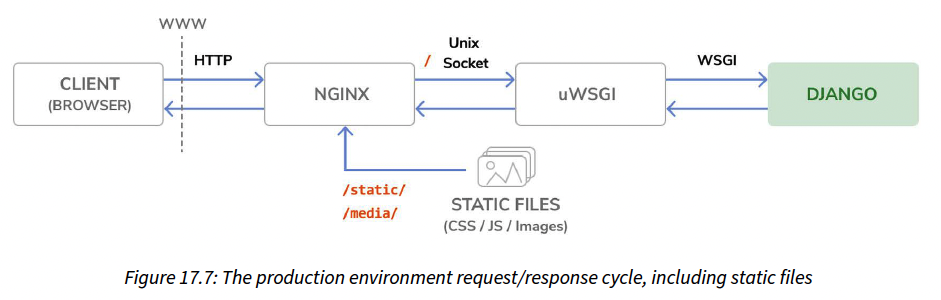 WWW
HTTP
/
Unix
Socket
WSGI
CLIENT
(BROWSER)
NGINX
uWSGI
DJANGO
/static/
/media/
STATIC FILES
(CSS / JS / Images)
Figure 17.7: The production environment request/response cycle, including static files